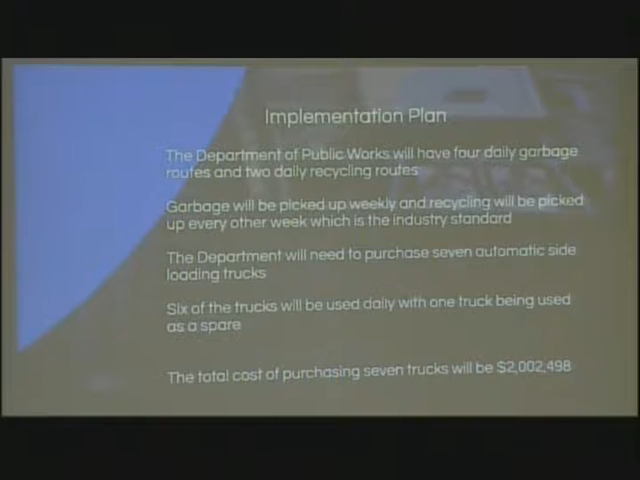 Implementation Plan
The Department of Public Works will have four daily garbage
routes and two daily recycling routes
Garbage will be picked up weekly and recycling will be picked
up every other week which is the industry standard
The Department will need to purchase seven automatic side
loading trucks
Six of the trucks will be used daily with one truck being used
as a spare
The total cost of purchasing seven trucks will be $2,002,498